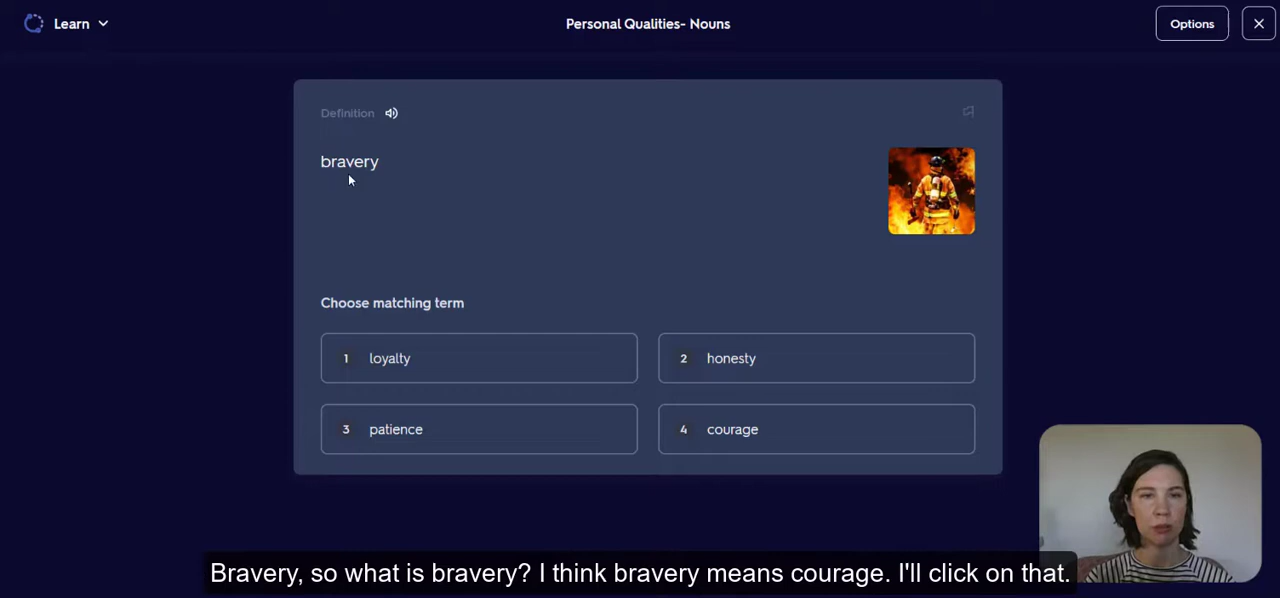 Learn
Personal Qualities- Nouns
Options
Definition
bravery
Choose matching term
1 loyalty
2 honesty
3 patience
4 courage
Bravery, so what is bravery? I think bravery means courage. I'll click on that.